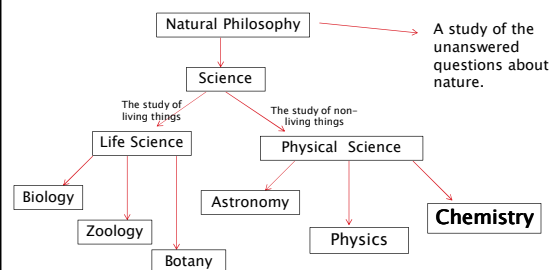 Natural Philosophy
A study of the
unanswered
questions about
nature.
Science
The study of
living things
The study of non-
living things
Life Science
Physical Science
Biology
Astronomy
Chemistry
Zoology
Physics
Botany